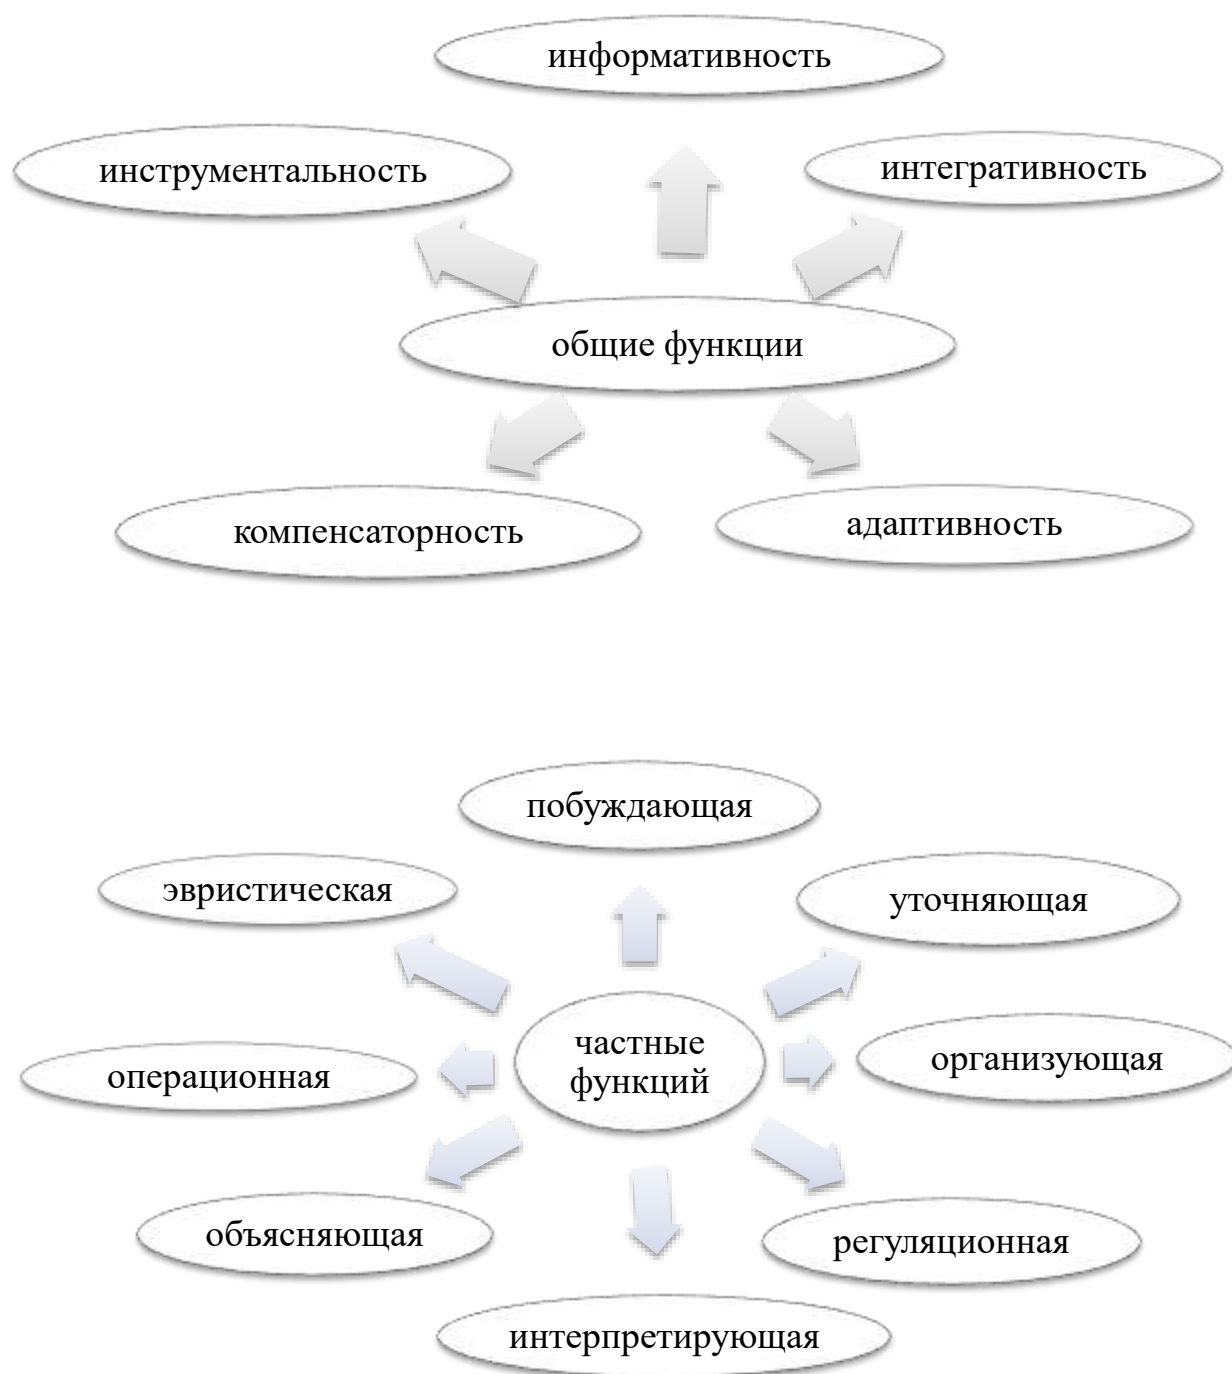 информативность
инструментальность
интегративность
общие функции
компенсаторность
адаптивность
побуждающая
эвристическая
уточняющая
частные
функций
операционная
организующая
объясняющая
регуляционная
интерпретирующая